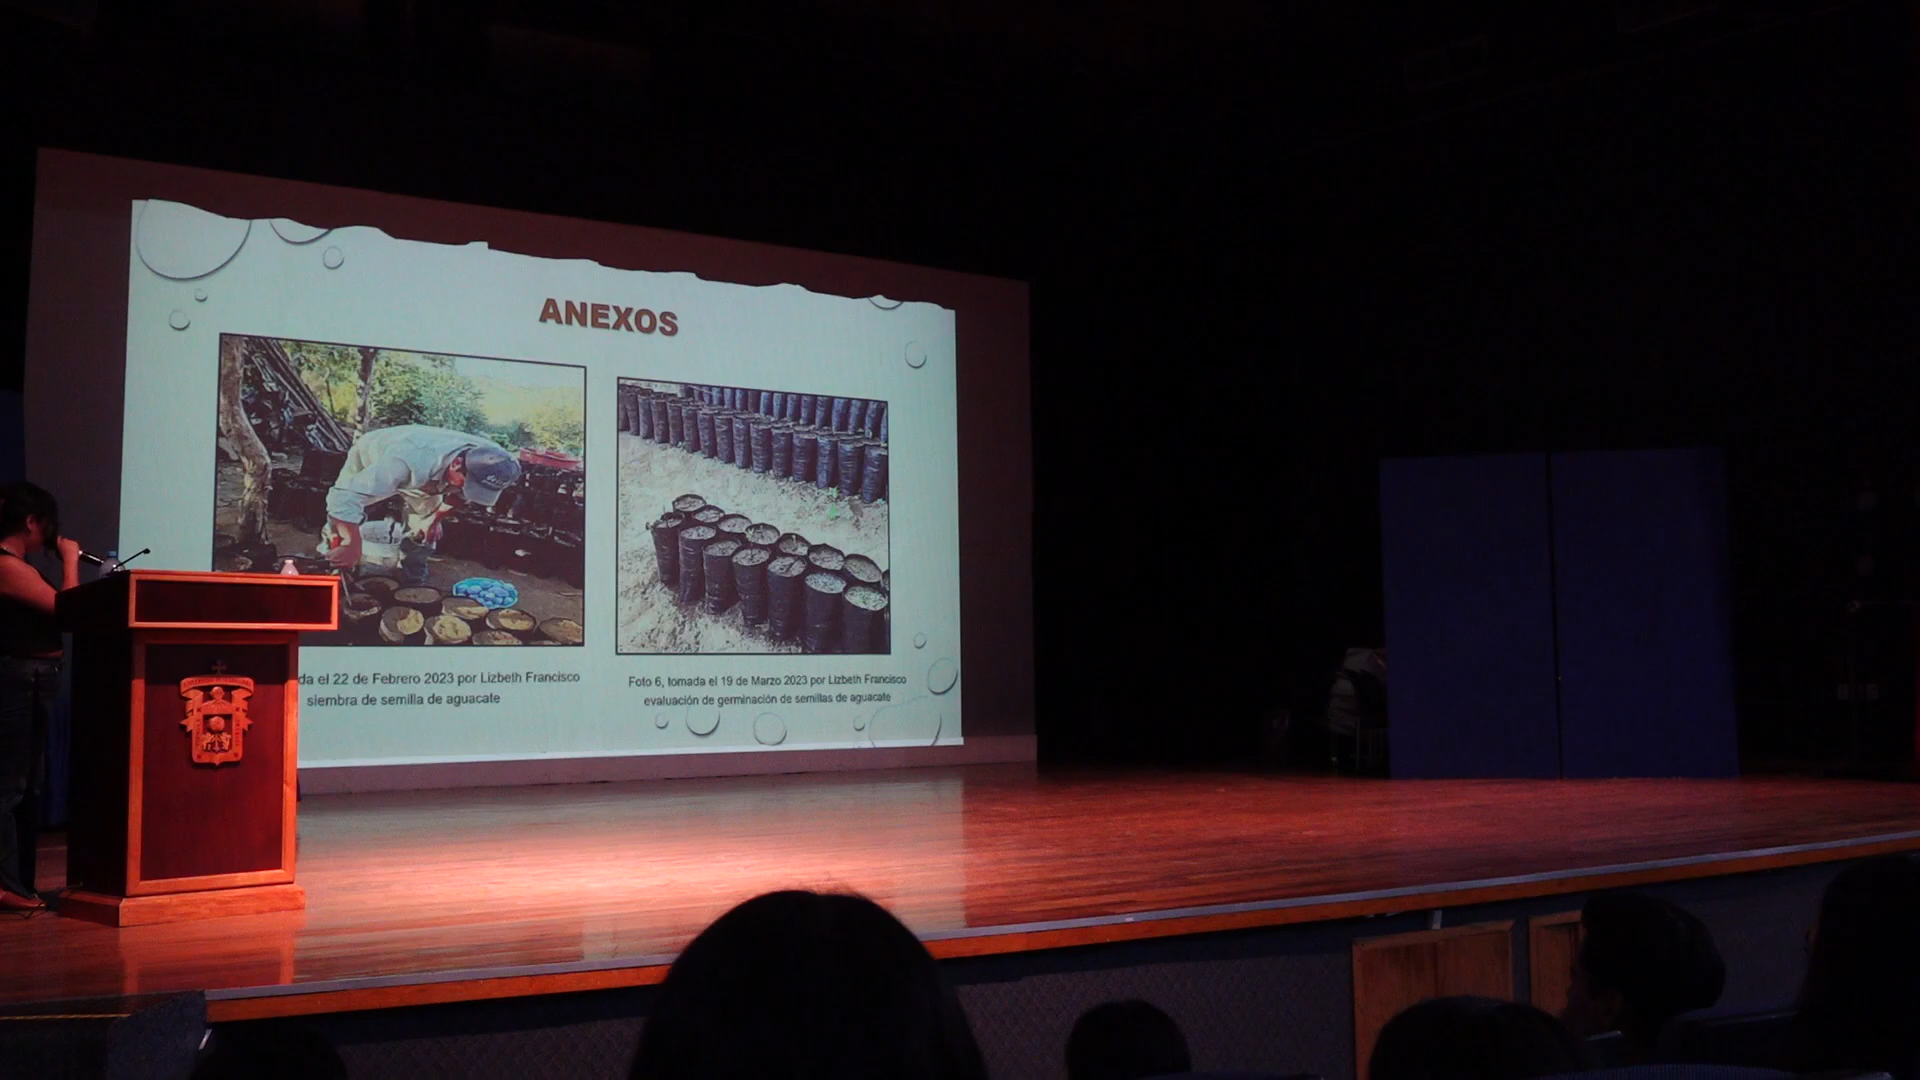 ANEXOS
da el 22 de Febrero 2023 por Lizbeth Francisco
siembra de semilla de aguacate
Foto 6, tomada el 19 de Marzo 2023 por Lizbeth Francisco
evaluación de germinación de semillas de aguacate